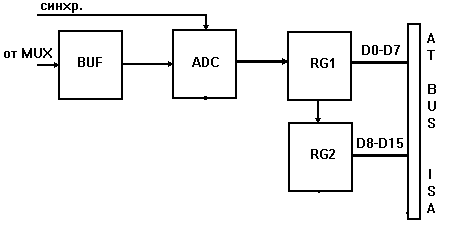 синхр.
от MUX
BUF
ADC
RG1
D0-D7
RG2
D8-D15
AT BUS ISA